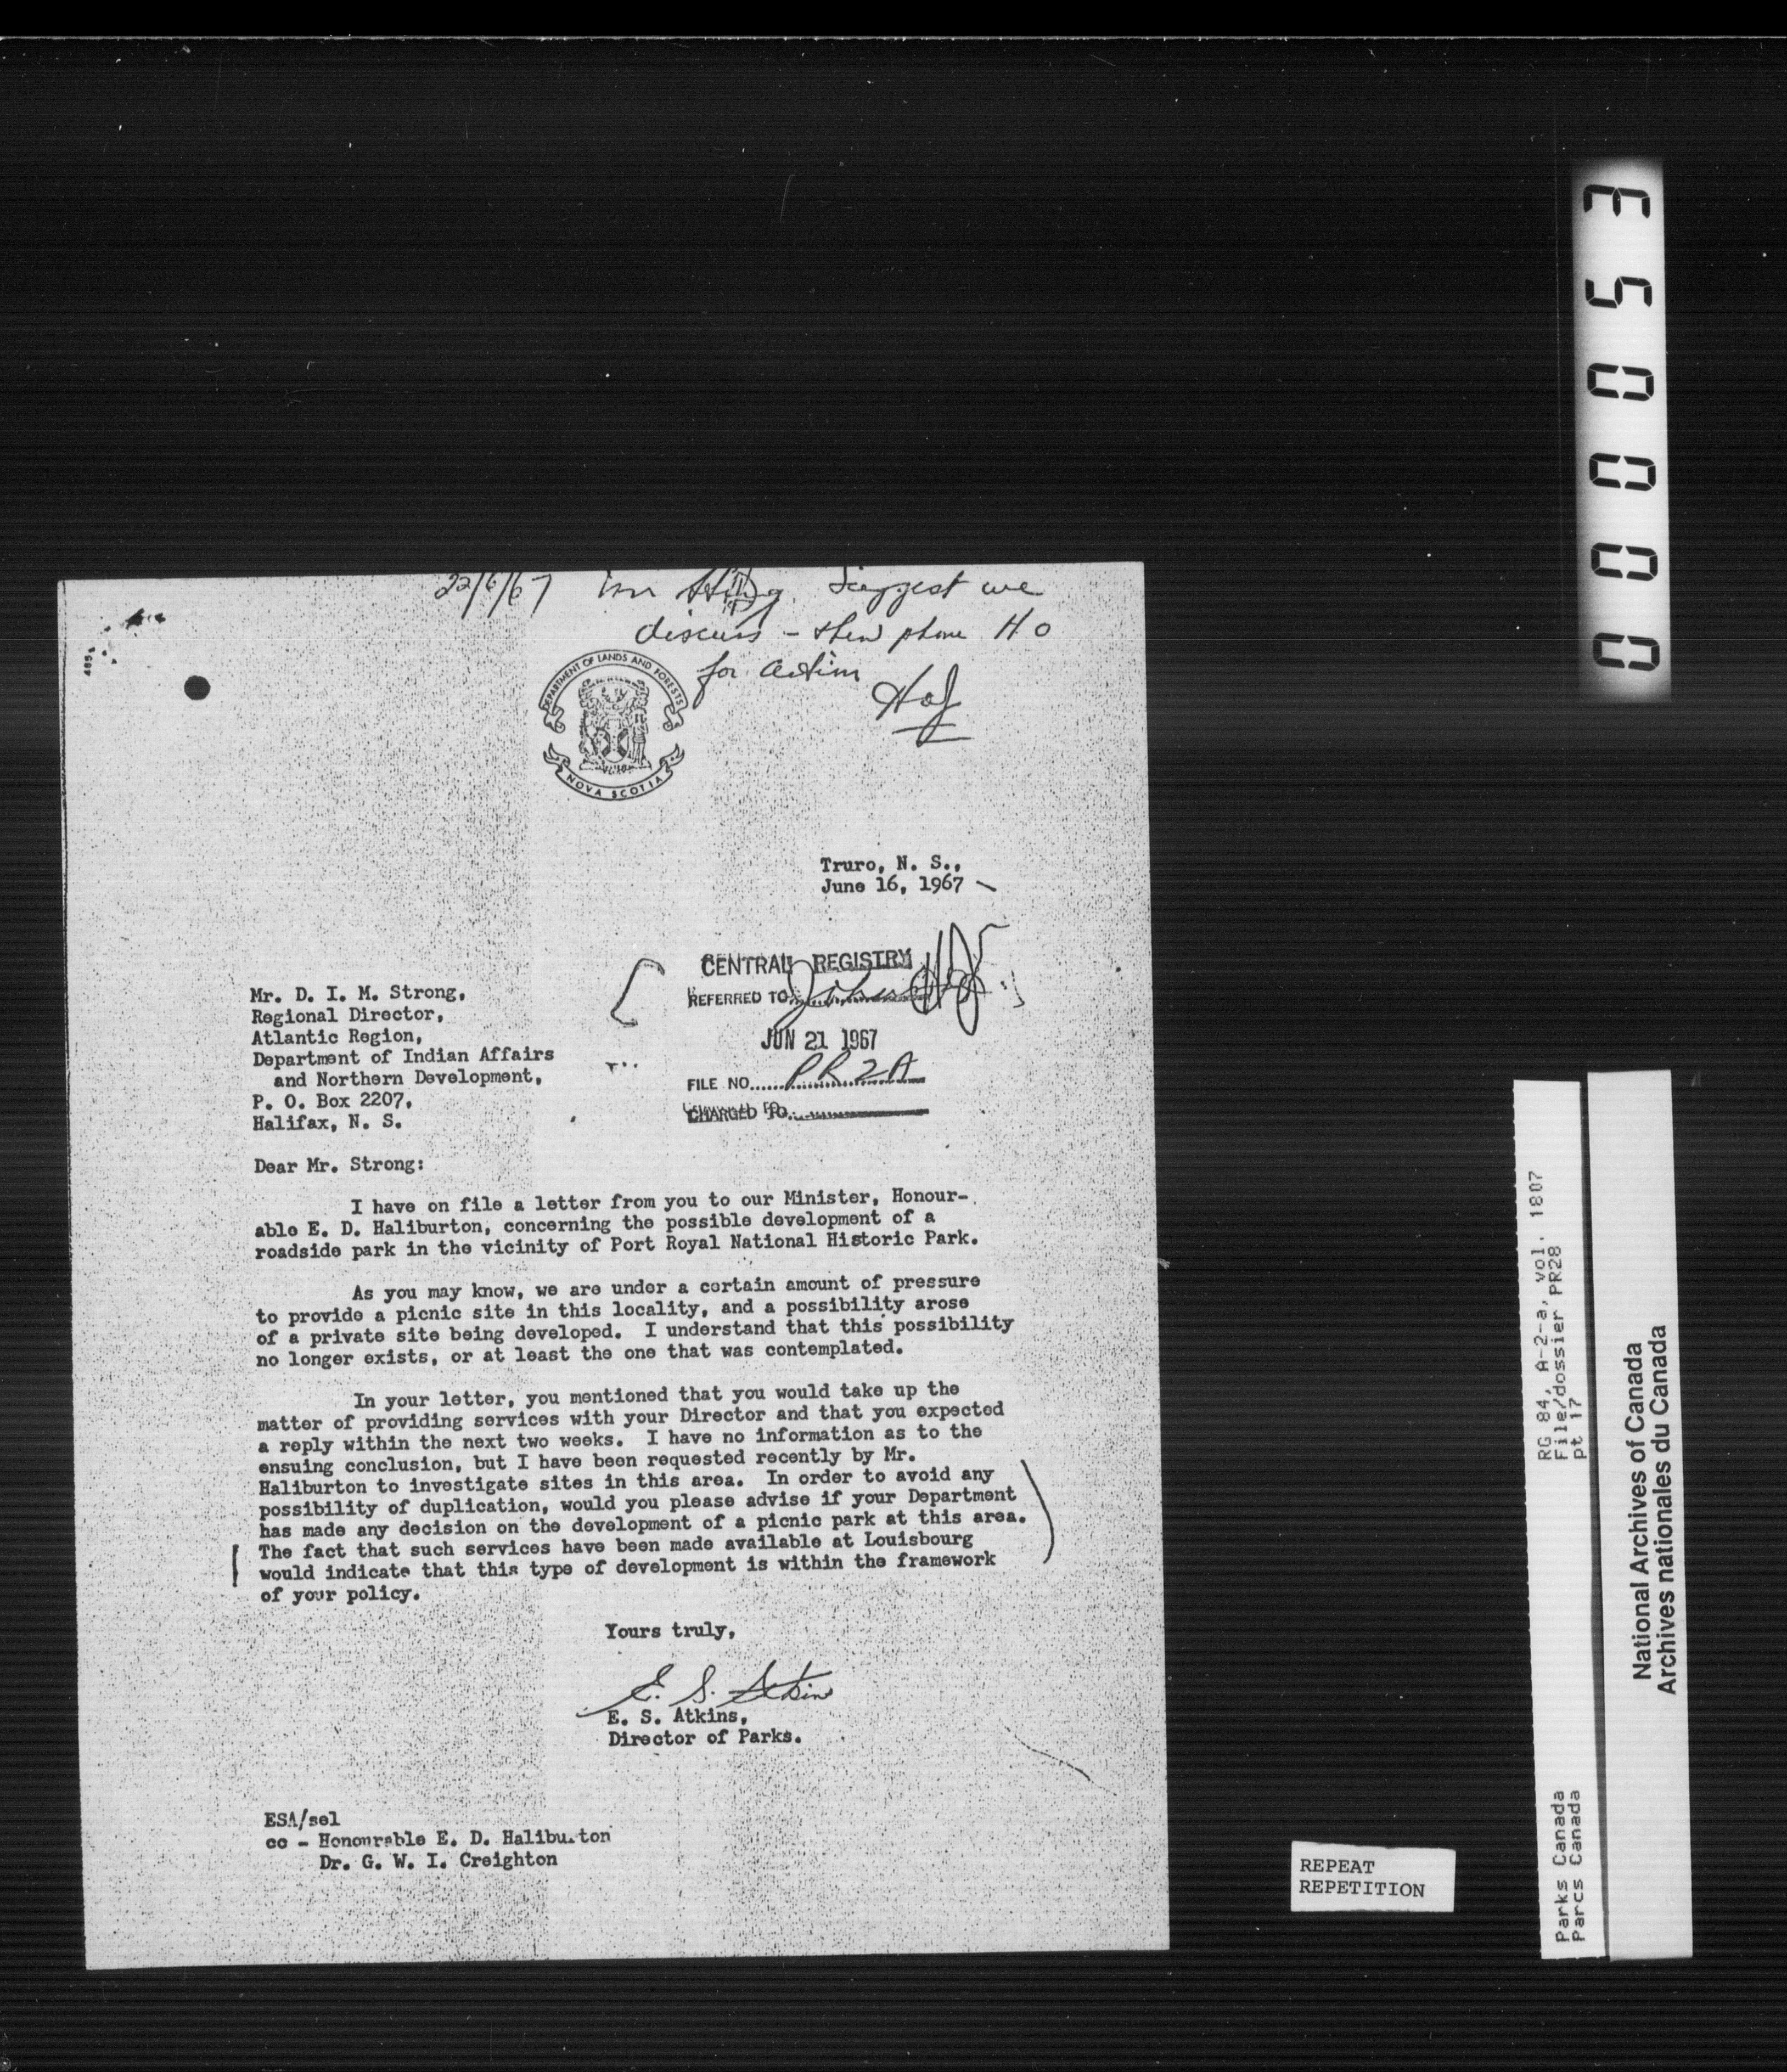 22/6/67 Mr Strong. Suggest we
discuss - then phone H.O
for action
DEPARTMENT OF LANDS AND FORESTS
NOVA SCOTIA
Truro, N. S.,
June 16, 1967
CENTRAL REGISTRY
REFERRED TO
JUN 21 1967
FILE NO. PR2A
CHARGED TO
Mr. D. I. M. Strong,
Regional Director,
Atlantic Region,
Department of Indian Affairs
and Northern Development,
P. O. Box 2207,
Halifax, N. S.
Dear Mr. Strong:
I have on file a letter from you to our Minister, Honour-
able E. D. Haliburton, concerning the possible development of a
roadside park in the vicinity of Port Royal National Historic Park.
As you may know, we are under a certain amount of pressure
to provide a picnic site in this locality, and a possibility arose
of a private site being developed. I understand that this possibility
no longer exists, or at least the one that was contemplated.
In your letter, you mentioned that you would take up the
matter of providing services with your Director and that you expected
a reply within the next two weeks. I have no information as to the
ensuing conclusion, but I have been requested recently by Mr.
Haliburton to investigate sites in this area. In order to avoid any
possibility of duplication, would you please advise if your Department
has made any decision on the development of a picnic park at this area.
The fact that such services have been made available at Louisbourg
would indicate that this type of development is within the framework
of your policy.
Yours truly,
E. S. Atkins
E. S. Atkins,
Director of Parks.
ESA/sel
cc - Honourable E. D. Haliburton
Dr. G. W. I. Creighton
REPEAT
REPETITION
000053
RG 84, A-2-a, vol. 1807
File/dossier PR28
pt 17
Parks Canada
Parcs Canada
National Archives of Canada
Archives nationales du Canada